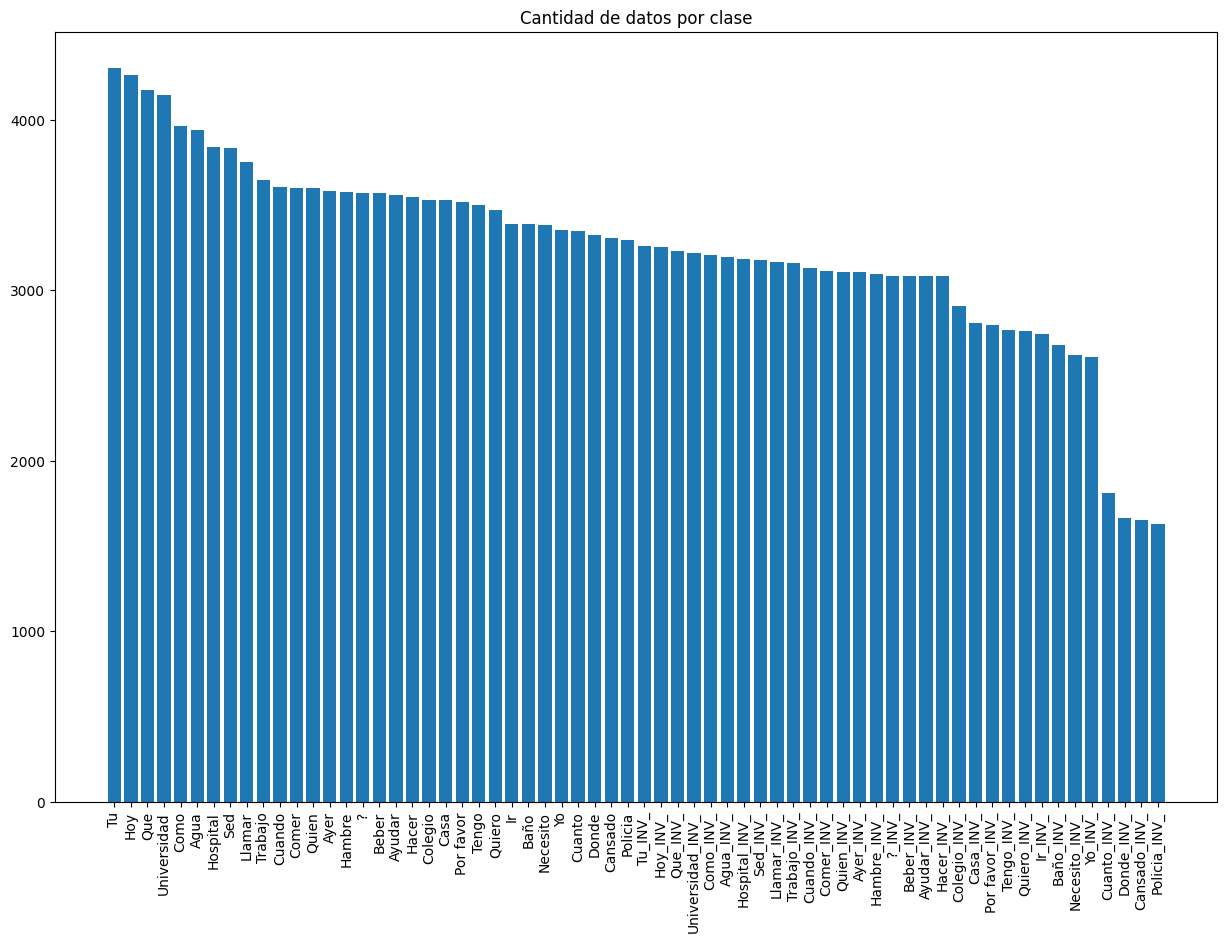 Cantidad de datos por clase
4000
3000
2000
1000
0
Tu
Hoy
Que
Universidad
Como
Agua
Hospital
Sed
Llamar
Trabajo
Cuando
Comer
Quien
Ayer
Hambre
?
Beber
Ayudar
Hacer
Colegio
Casa
Por favor
Tengo
Quiero
Ir
Baño
Necesito
Yo
Cuanto
Donde
Cansado
Policia
Tu_INV_
Hoy_INV_
Que_INV_
Universidad_INV_
Como_INV_
Agua_INV_
Hospital_INV_
Sed_INV_
Llamar_INV_
Trabajo_INV_
Cuando_INV_
Comer_INV_
Quien_INV_
Ayer_INV_
Hambre_INV_
?_INV_
Beber_INV_
Ayudar_INV_
Hacer_INV_
Colegio_INV_
Casa_INV_
Por favor_INV_
Tengo_INV_
Quiero_INV_
Ir_INV_
Baño_INV_
Necesito_INV_
Yo_INV_
Cuanto_INV_
Donde_INV_
Cansado_INV_
Policia_INV_